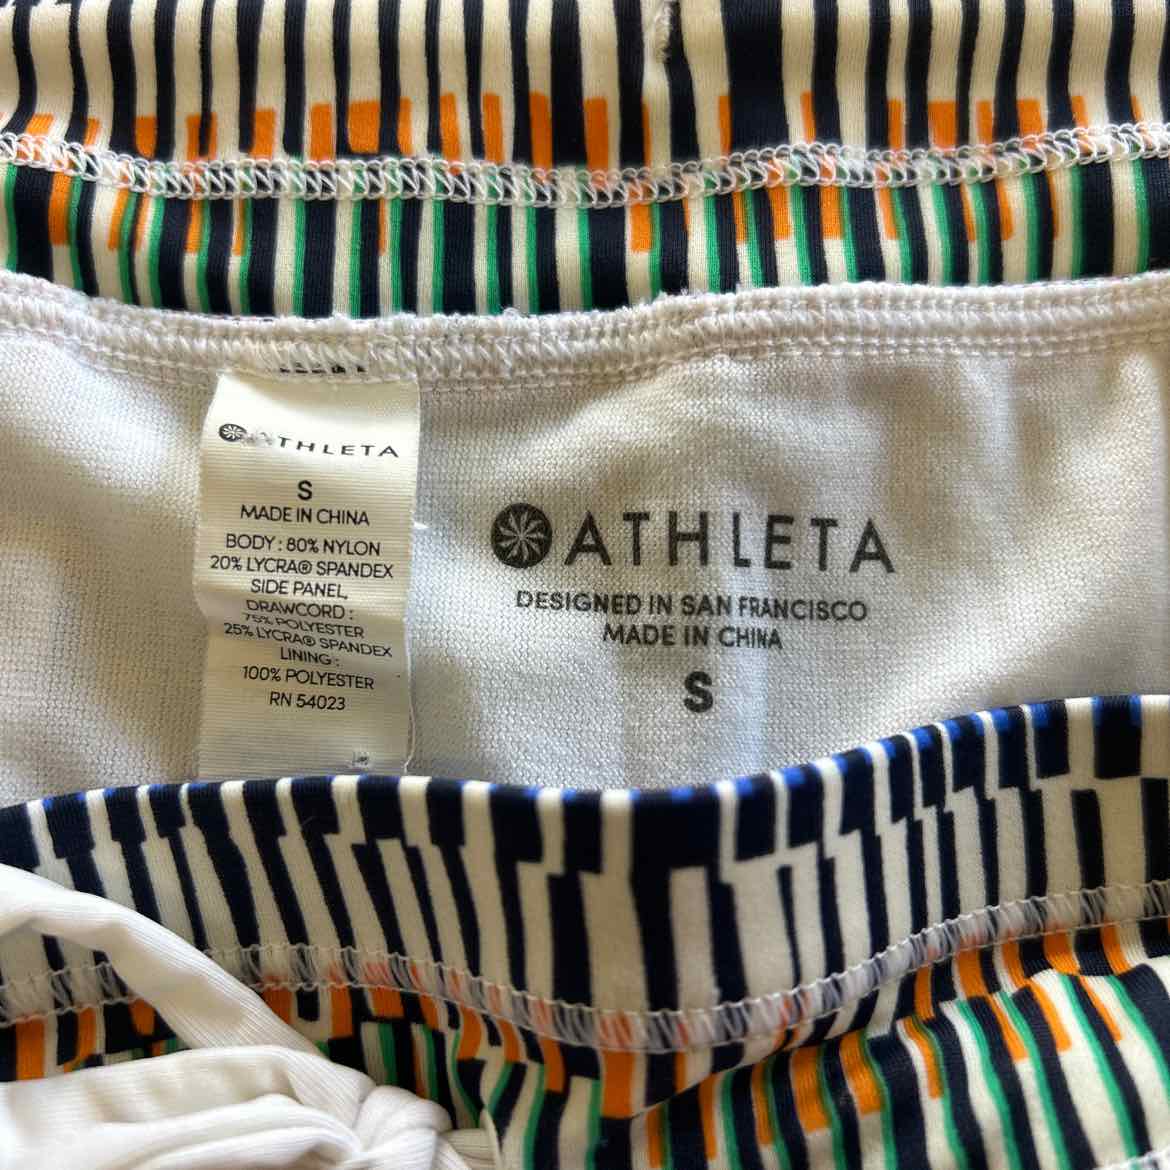 ATHLETA
S
MADE IN CHINA
BODY : 80% NYLON
20% LYCRA® SPANDEX
SIDE PANEL,
DRAWCORD :
75% POLYESTER
25% LYCRA® SPANDEX
LINING :
100% POLYESTER
RN 54023
ATHLETA
DESIGNED IN SAN FRANCISCO
MADE IN CHINA
S